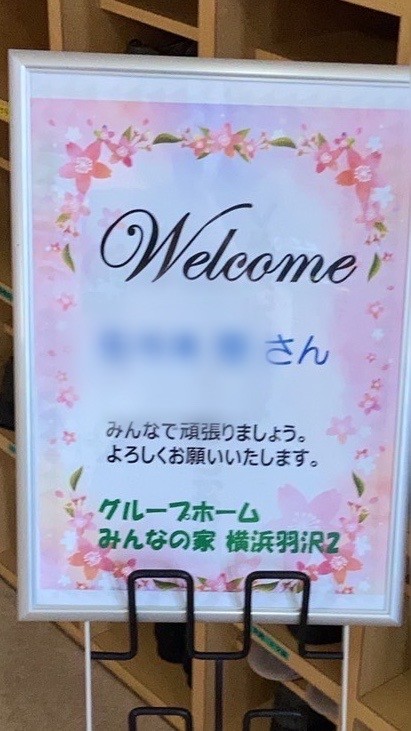 Welcome
さん
みんなで頑張りましょう。
よろしくお願いいたします。
グループホーム
みんなの家 横浜羽沢2